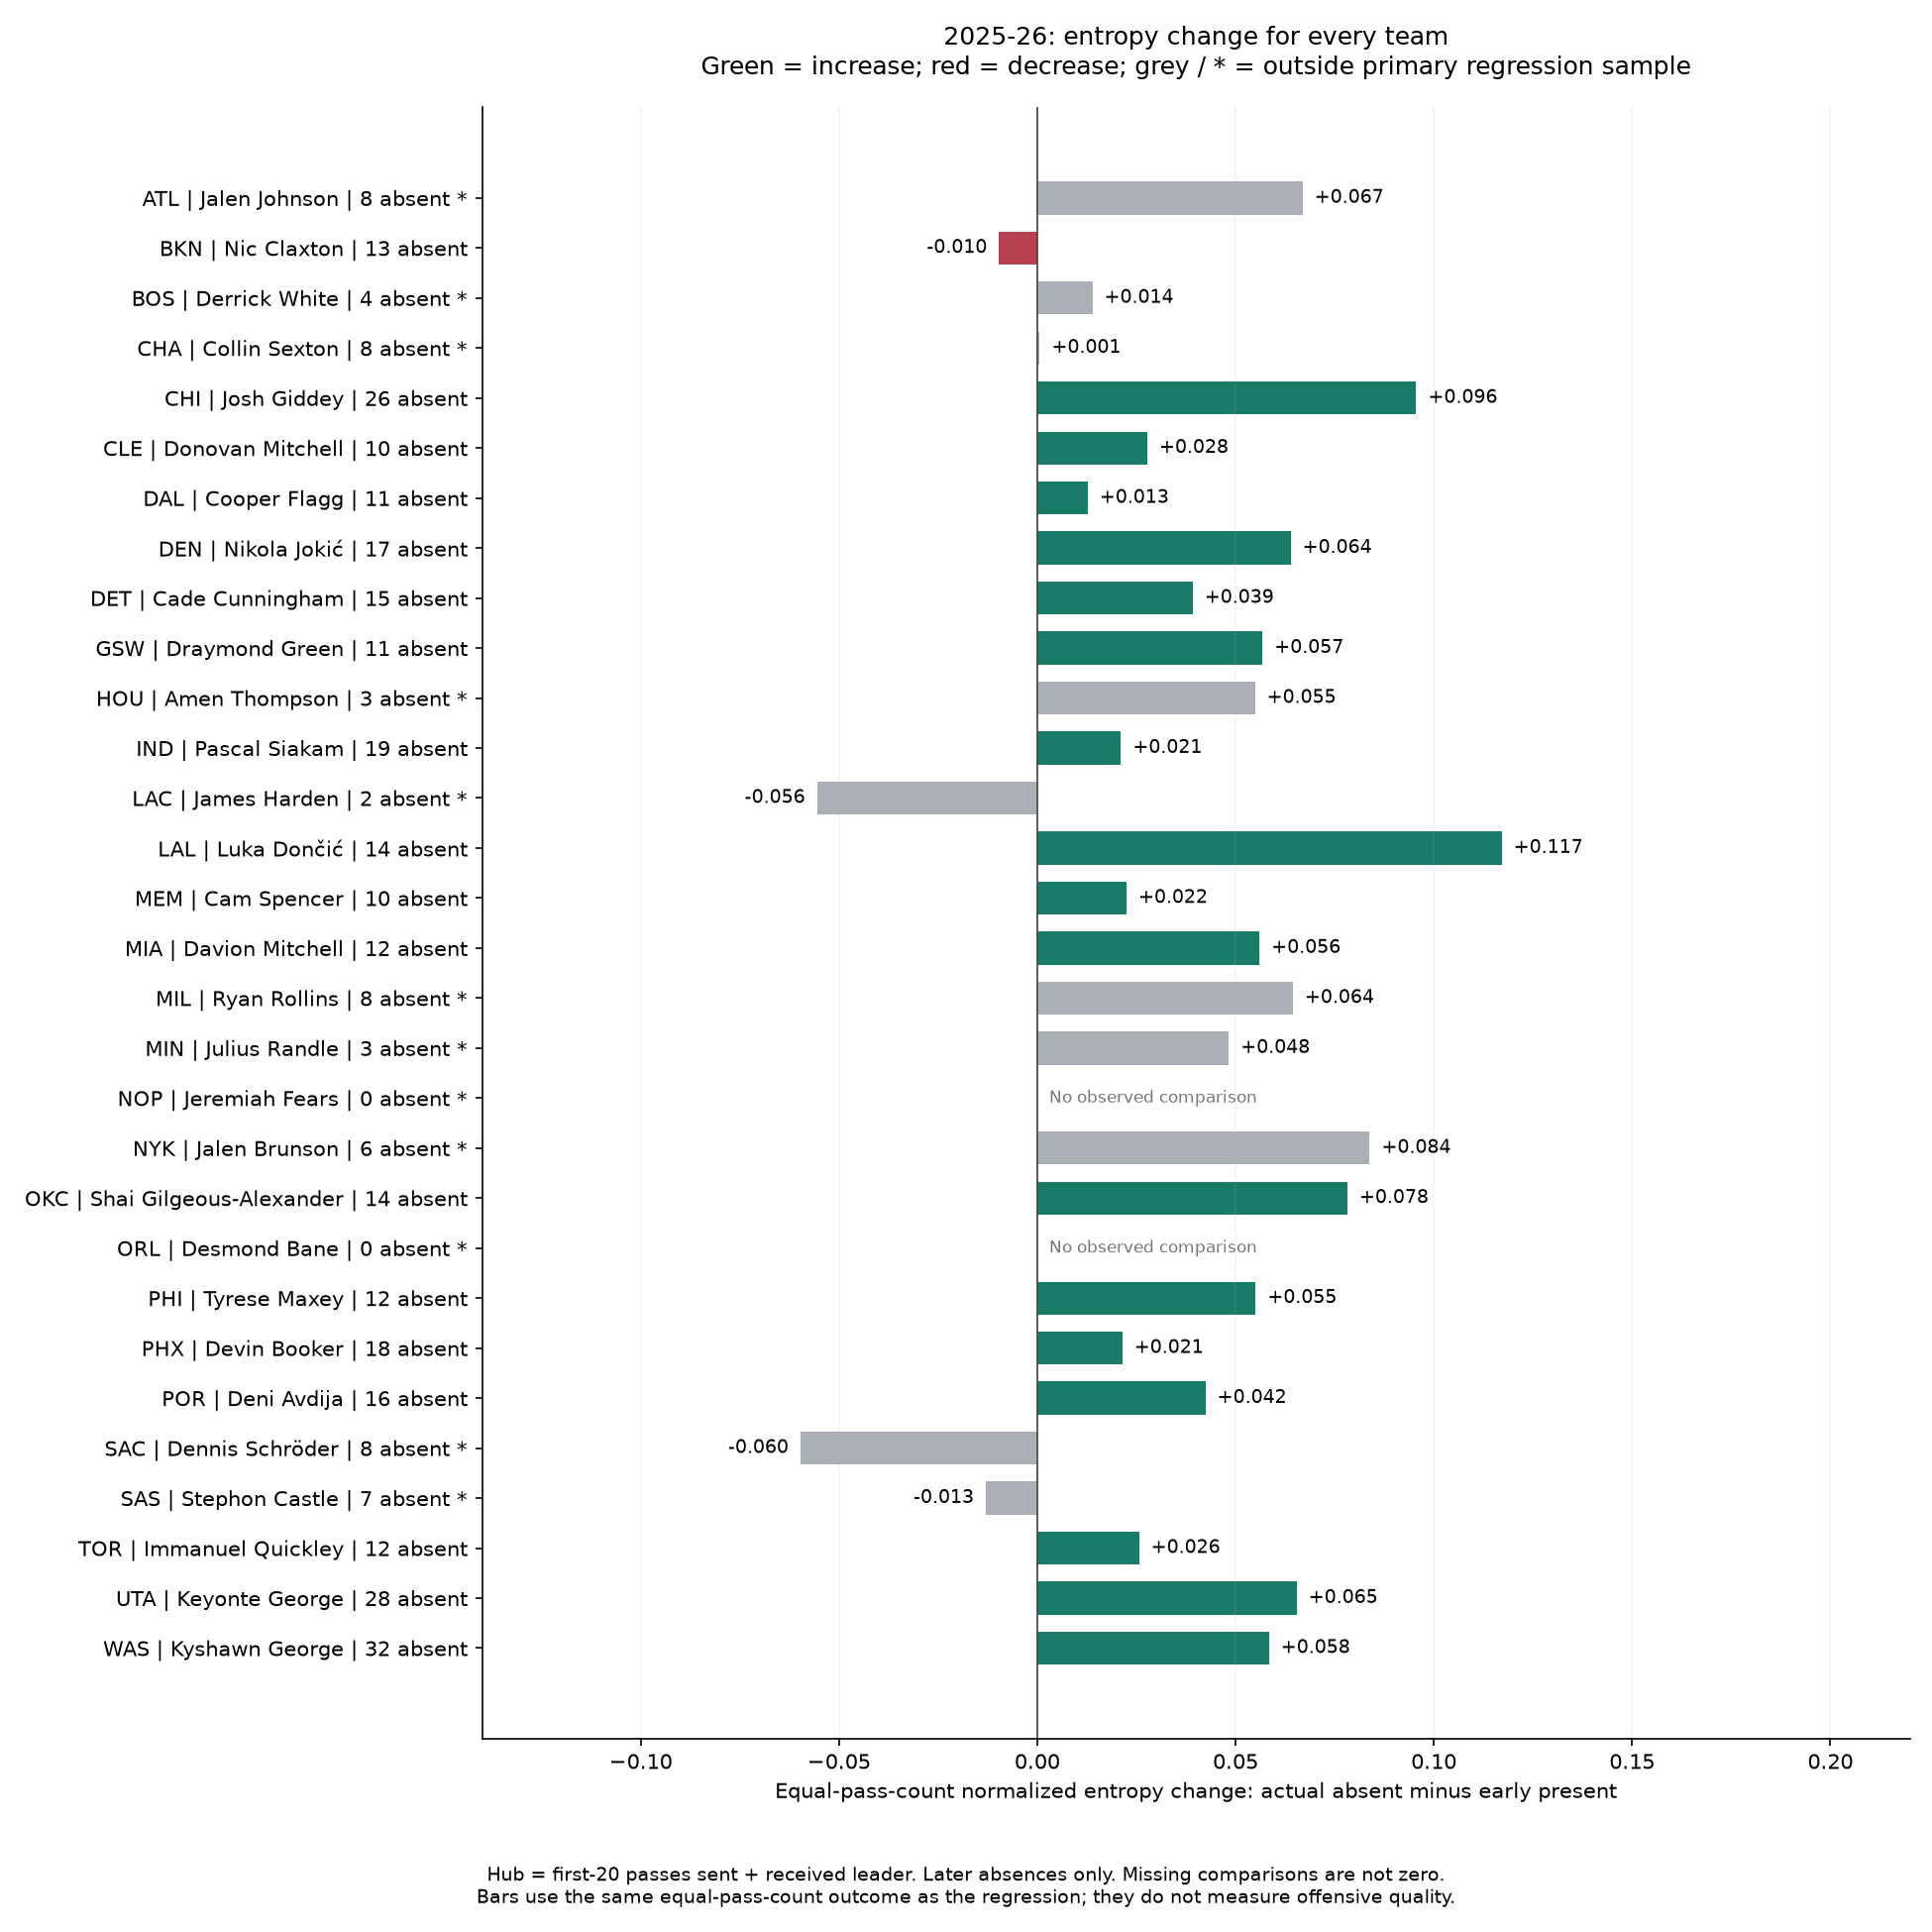 2025-26: entropy change for every team
Green = increase; red = decrease; grey / * = outside primary regression sample
ATL | Jalen Johnson | 8 absent * +0.067
BKN | Nic Claxton | 13 absent -0.010
BOS | Derrick White | 4 absent * +0.014
CHA | Collin Sexton | 8 absent * +0.001
CHI | Josh Giddey | 26 absent +0.096
CLE | Donovan Mitchell | 10 absent +0.028
DAL | Cooper Flagg | 11 absent +0.013
DEN | Nikola Jokić | 17 absent +0.064
DET | Cade Cunningham | 15 absent +0.039
GSW | Draymond Green | 11 absent +0.057
HOU | Amen Thompson | 3 absent * +0.055
IND | Pascal Siakam | 19 absent +0.021
LAC | James Harden | 2 absent * -0.056
LAL | Luka Dončić | 14 absent +0.117
MEM | Cam Spencer | 10 absent +0.022
MIA | Davion Mitchell | 12 absent +0.056
MIL | Ryan Rollins | 8 absent * +0.064
MIN | Julius Randle | 3 absent * +0.048
NOP | Jeremiah Fears | 0 absent * No observed comparison
NYK | Jalen Brunson | 6 absent * +0.084
OKC | Shai Gilgeous-Alexander | 14 absent +0.078
ORL | Desmond Bane | 0 absent * No observed comparison
PHI | Tyrese Maxey | 12 absent +0.055
PHX | Devin Booker | 18 absent +0.021
POR | Deni Avdija | 16 absent +0.042
SAC | Dennis Schröder | 8 absent * -0.060
SAS | Stephon Castle | 7 absent * -0.013
TOR | Immanuel Quickley | 12 absent +0.026
UTA | Keyonte George | 28 absent +0.065
WAS | Kyshawn George | 32 absent +0.058
−0.10 −0.05 0.00 0.05 0.10 0.15 0.20
Equal-pass-count normalized entropy change: actual absent minus early present
Hub = first-20 passes sent + received leader. Later absences only. Missing comparisons are not zero.
Bars use the same equal-pass-count outcome as the regression; they do not measure offensive quality.